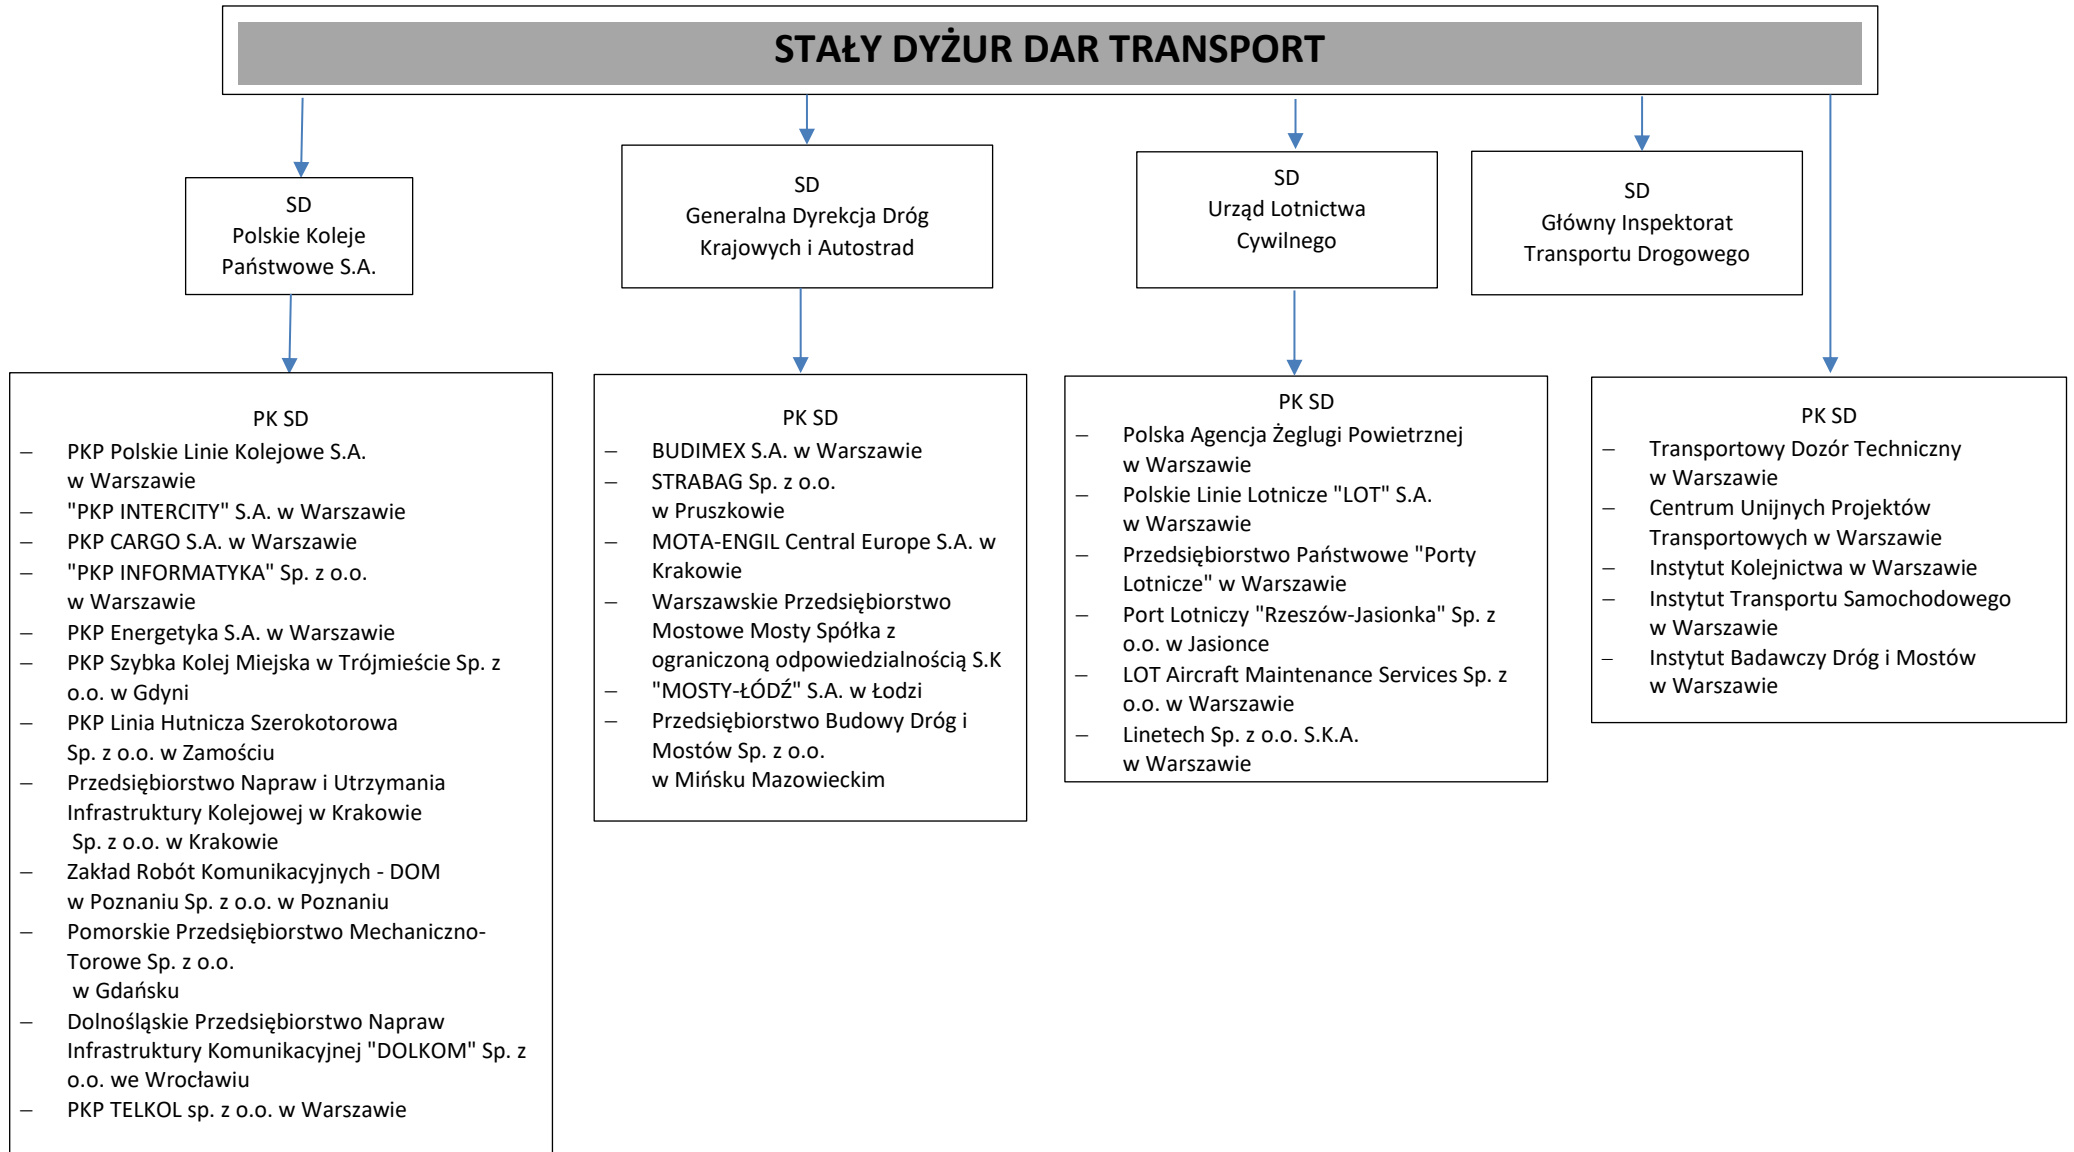 STAŁY DYŻUR DAR TRANSPORT
SD
Polskie Koleje
Państwowe S.A.
SD
Generalna Dyrekcja Dróg
Krajowych i Autostrad
SD
Urząd Lotnictwa
Cywilnego
SD
Główny Inspektorat
Transportu Drogowego
PK SD
– PKP Polskie Linie Kolejowe S.A.
w Warszawie
– "PKP INTERCITY" S.A. w Warszawie
– PKP CARGO S.A. w Warszawie
– "PKP INFORMATYKA" Sp. z o.o.
w Warszawie
– PKP Energetyka S.A. w Warszawie
– PKP Szybka Kolej Miejska w Trójmieście Sp. z
o.o. w Gdyni
– PKP Linia Hutnicza Szerokotorowa
Sp. z o.o. w Zamościu
– Przedsiębiorstwo Napraw i Utrzymania
Infrastruktury Kolejowej w Krakowie
Sp. z o.o. w Krakowie
– Zakład Robót Komunikacyjnych - DOM
w Poznaniu Sp. z o.o. w Poznaniu
– Pomorskie Przedsiębiorstwo Mechaniczno-
Torowe Sp. z o.o.
w Gdańsku
– Dolnośląskie Przedsiębiorstwo Napraw
Infrastruktury Komunikacyjnej "DOLKOM" Sp. z
o.o. we Wrocławiu
– PKP TELKOL sp. z o.o. w Warszawie
PK SD
– BUDIMEX S.A. w Warszawie
– STRABAG Sp. z o.o.
w Pruszkowie
– MOTA-ENGIL Central Europe S.A. w
Krakowie
– Warszawskie Przedsiębiorstwo
Mostowe Mosty Spółka z
ograniczoną odpowiedzialnością S.K
– "MOSTY-ŁÓDŹ" S.A. w Łodzi
– Przedsiębiorstwo Budowy Dróg i
Mostów Sp. z o.o.
w Mińsku Mazowieckim
PK SD
– Polska Agencja Żeglugi Powietrznej
w Warszawie
– Polskie Linie Lotnicze "LOT" S.A.
w Warszawie
– Przedsiębiorstwo Państwowe "Porty
Lotnicze" w Warszawie
– Port Lotniczy "Rzeszów-Jasionka" Sp. z
o.o. w Jasionce
– LOT Aircraft Maintenance Services Sp. z
o.o. w Warszawie
– Linetech Sp. z o.o. S.K.A.
w Warszawie
PK SD
– Transportowy Dozór Techniczny
w Warszawie
– Centrum Unijnych Projektów
Transportowych w Warszawie
– Instytut Kolejnictwa w Warszawie
– Instytut Transportu Samochodowego
w Warszawie
– Instytut Badawczy Dróg i Mostów
w Warszawie